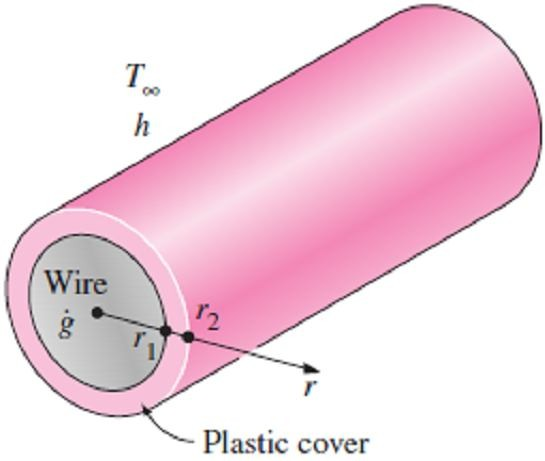 T∞
h
Wire
ġ
r₁
r₂
r
Plastic cover